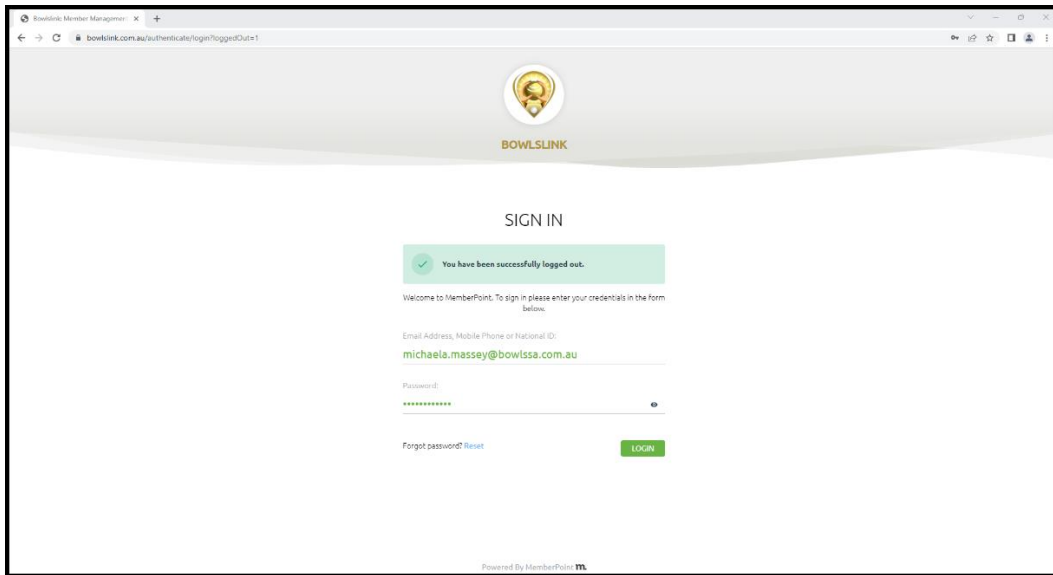 Bowlslink: Member Management
bowlslink.com.au/authenticate/login?loggedOut=1
BOWLSLINK
SIGN IN
You have been successfully logged out.
Welcome to MemberPoint. To sign in please enter your credentials in the form
below.
Email Address, Mobile Phone or National ID:
michaela.massey@bowlssa.com.au
Password:
••••••••••••
Forgot password? Reset
LOGIN
Powered By MemberPoint m.